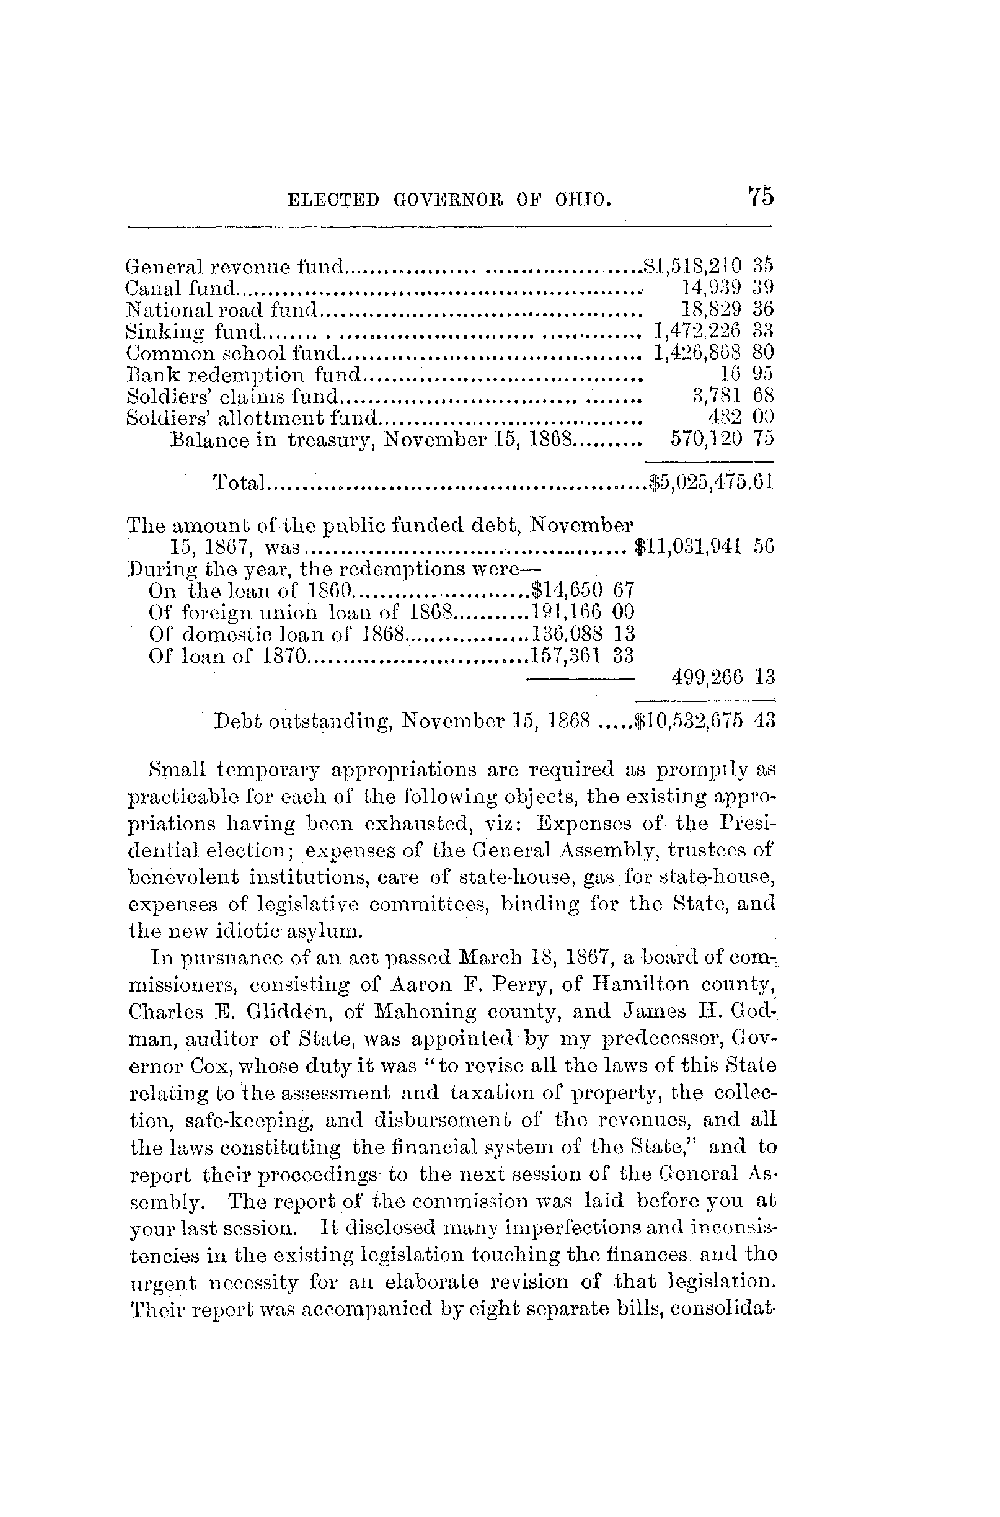 ELECTED GOVERNOR OF OHIO. 75
General revenue fund..............................................$1,518,210 35
Canal fund............................................................ 14,939 39
National road fund................................................ 18,829 36
Sinking fund......................................................... 1,472,226 33
Common school fund............................................. 1,426,868 80
Bank redemption fund.......................................... 16 95
Soldiers' claims fund............................................. 3,781 68
Soldiers' allottment fund....................................... 482 00
Balance in treasury, November 15, 1868.......... 570,120 75
Total.....................................................$5,025,475.61
The amount of the public funded debt, November
15, 1867, was............................................. $11,031,941 56
During the year, the redemptions were—
On the loan of 1860.........................$14,650 67
Of foreign union loan of 1868...........191,166 00
Of domestic loan of 1868.................136,088 13
Of loan of 1870...............................157,361 33
499,266 13
Debt outstanding, November 15, 1868 .....$10,532,675 43
Small temporary appropriations are required as promptly as
practicable for each of the following objects, the existing appro-
priations having been exhausted, viz: Expenses of the Presi-
dential election; expenses of the General Assembly, trustees of
benevolent institutions, care of state-house, gas for state-house,
expenses of legislative committees, binding for the State, and
the new idiotic asylum.
In pursuance of an act passed March 18, 1867, a board of com-
missioners, consisting of Aaron F. Perry, of Hamilton county,
Charles E. Glidden, of Mahoning county, and James H. God-
man, auditor of State, was appointed by my predecessor, Gov-
ernor Cox, whose duty it was "to revise all the laws of this State
relating to the assessment and taxation of property, the collec-
tion, safe-keeping, and disbursement of the revenues, and all
the laws constituting the financial system of the State," and to
report their proceedings to the next session of the General As-
sembly. The report of the commission was laid before you at
your last session. It disclosed many imperfections and inconsis-
tencies in the existing legislation touching the finances, and the
urgent necessity for an elaborate revision of that legislation.
Their report was accompanied by eight separate bills, consolidat-